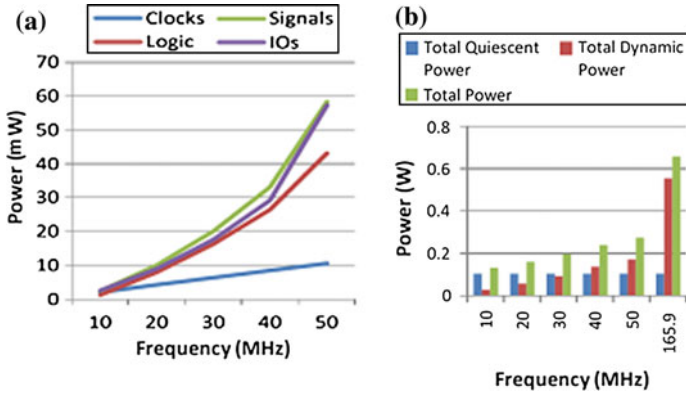 (a)
Clocks
Signals
Logic
IOs
70
60
50
40
30
20
10
0
Power (mW)
10
20
30
40
50
Frequency (MHz)
(b)
Total Quiescent Power
Total Dynamic Power
Total Power
0.8
0.6
0.4
0.2
0
Power (W)
10
20
30
40
50
165.9
Frequency (MHz)